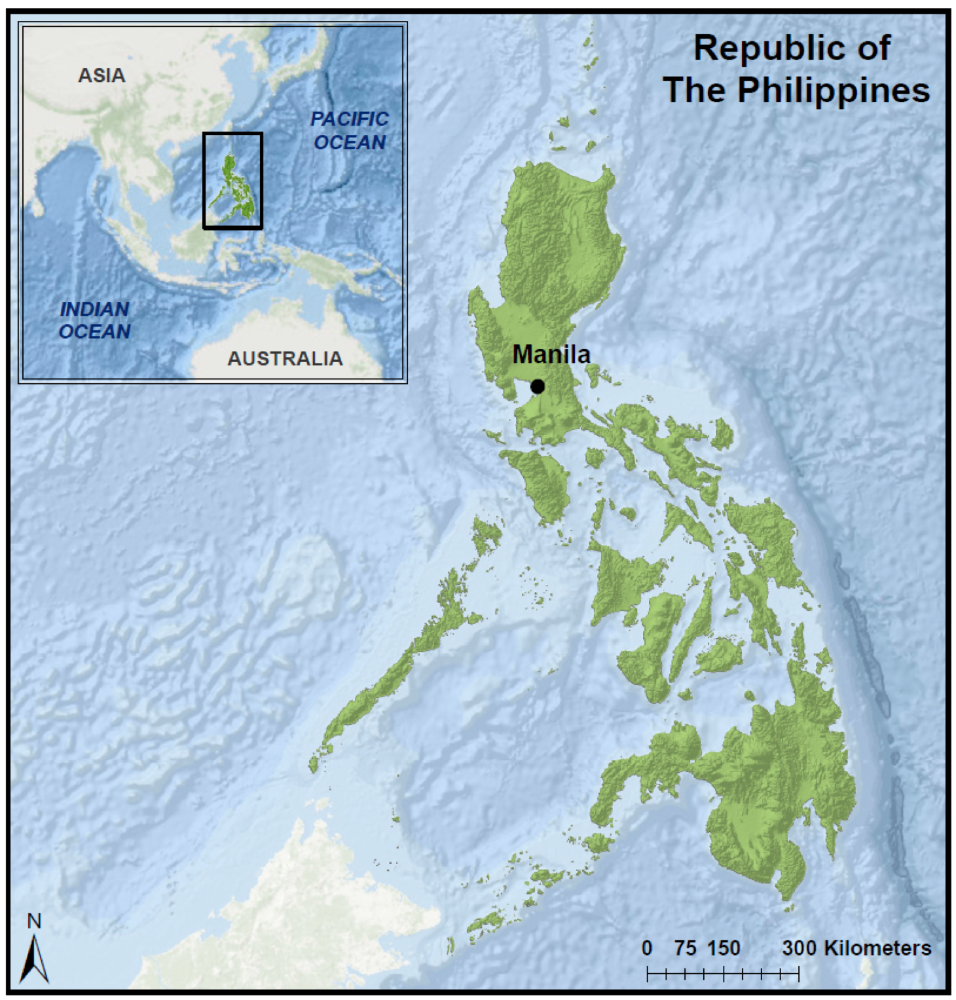 Republic of
The Philippines
ASIA
PACIFIC
OCEAN
INDIAN
OCEAN
AUSTRALIA
Manila
N
0 75 150 300 Kilometers